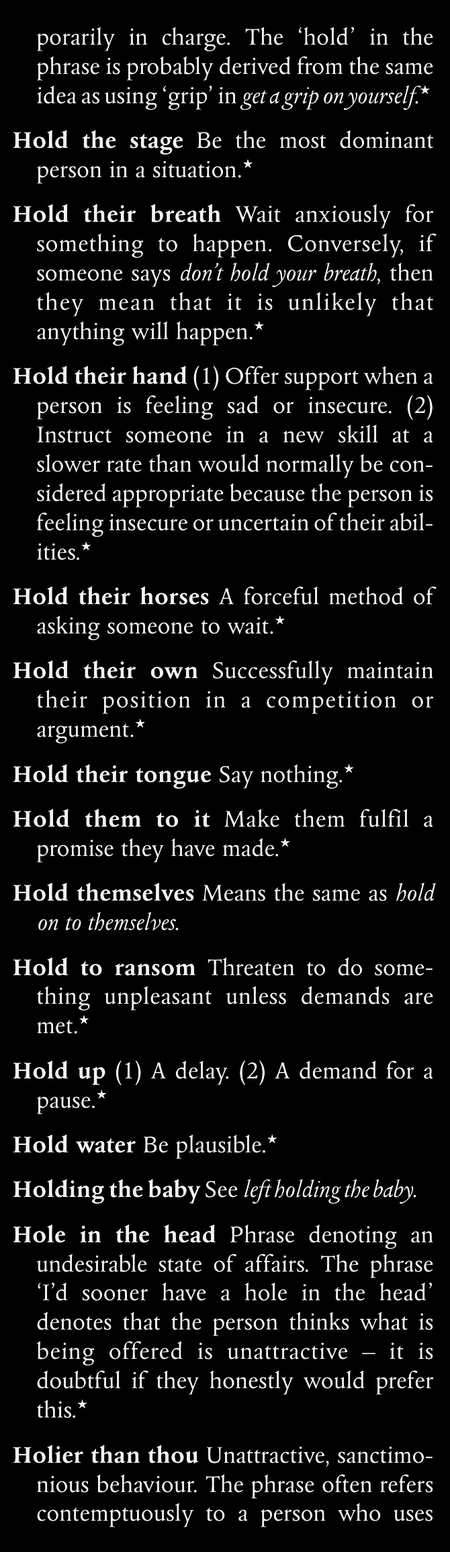 porarily in charge. The ‘hold’ in the
phrase is probably derived from the same
idea as using ‘grip’ in get a grip on yourself.★
Hold the stage Be the most dominant
person in a situation.★
Hold their breath Wait anxiously for
something to happen. Conversely, if
someone says don’t hold your breath, then
they mean that it is unlikely that
anything will happen.★
Hold their hand (1) Offer support when a
person is feeling sad or insecure. (2)
Instruct someone in a new skill at a
slower rate than would normally be con-
sidered appropriate because the person is
feeling insecure or uncertain of their abil-
ities.★
Hold their horses A forceful method of
asking someone to wait.★
Hold their own Successfully maintain
their position in a competition or
argument.★
Hold their tongue Say nothing.★
Hold them to it Make them fulfil a
promise they have made.★
Hold themselves Means the same as hold
on to themselves.
Hold to ransom Threaten to do some-
thing unpleasant unless demands are
met.★
Hold up (1) A delay. (2) A demand for a
pause.★
Hold water Be plausible.★
Holding the baby See left holding the baby.
Hole in the head Phrase denoting an
undesirable state of affairs. The phrase
‘I’d sooner have a hole in the head’
denotes that the person thinks what is
being offered is unattractive – it is
doubtful if they honestly would prefer
this.★
Holier than thou Unattractive, sanctimo-
nious behaviour. The phrase often refers
contemptuously to a person who uses